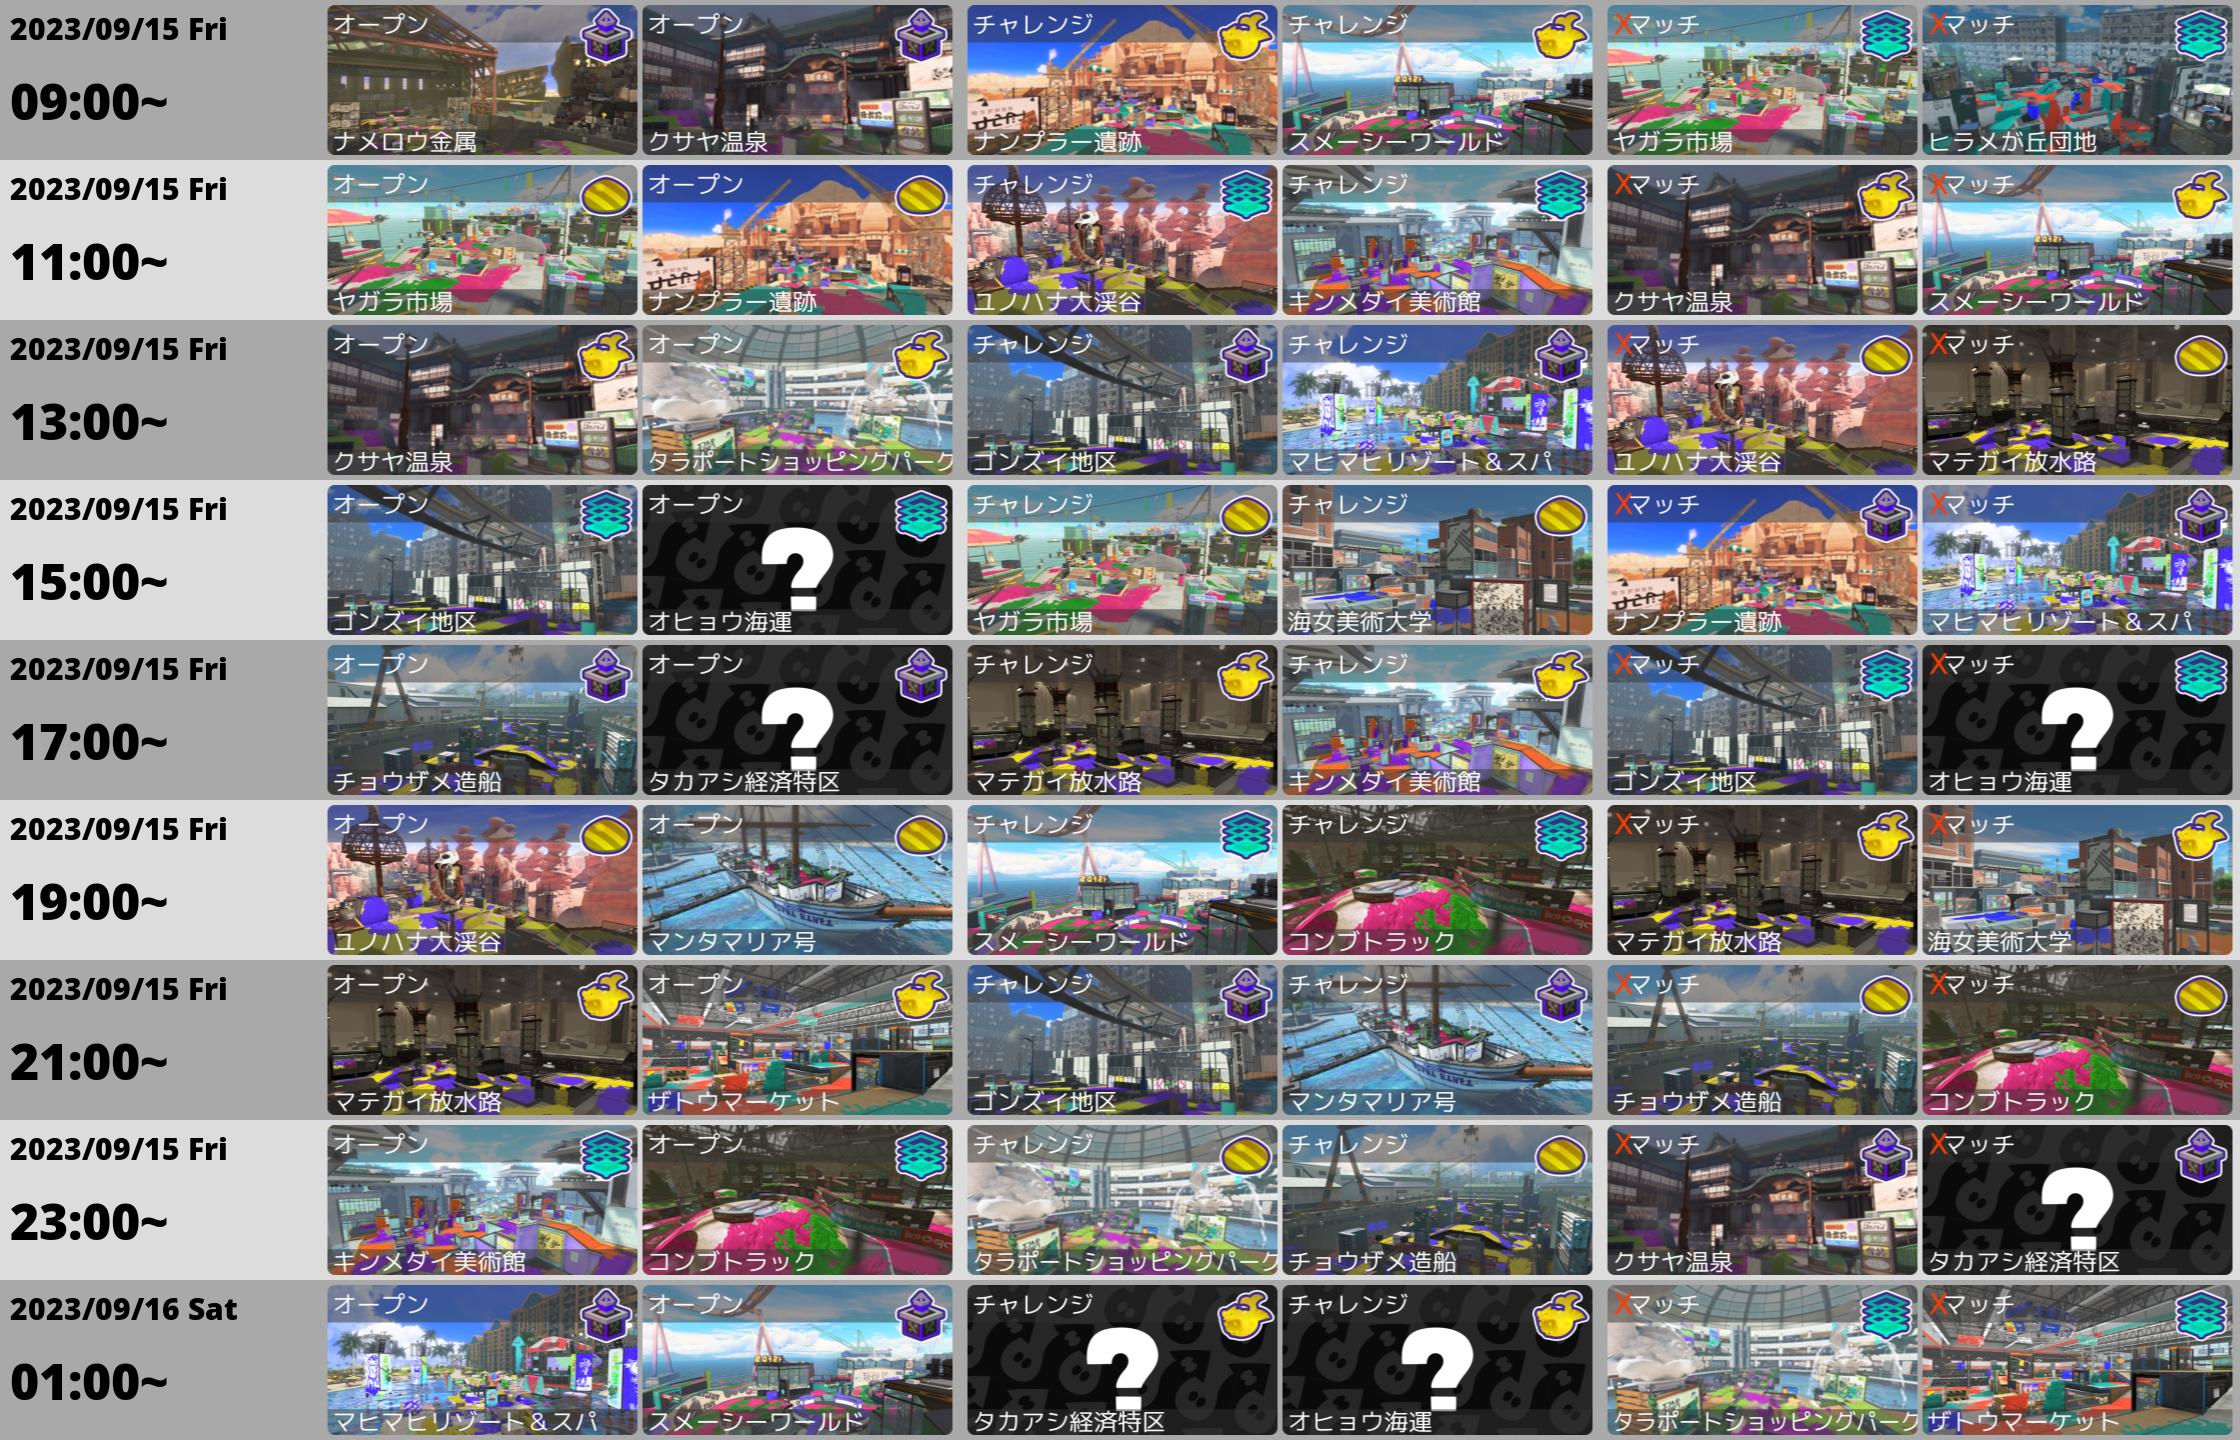 2023/09/15 Fri
09:00~
オープン
ナメロウ金属
オープン
クサヤ温泉
チャレンジ
ナンプラー遺跡
チャレンジ
スメーシーワールド
Xマッチ
ヤガラ市場
Xマッチ
ヒラメが丘団地
2023/09/15 Fri
11:00~
オープン
ヤガラ市場
オープン
ナンプラー遺跡
チャレンジ
ユノハナ大渓谷
チャレンジ
キンメダイ美術館
Xマッチ
クサヤ温泉
Xマッチ
スメーシーワールド
2023/09/15 Fri
13:00~
オープン
クサヤ温泉
オープン
タラポートショッピングパーク
チャレンジ
ゴンズイ地区
チャレンジ
マヒマヒリゾート＆スパ
Xマッチ
ユノハナ大渓谷
Xマッチ
マテガイ放水路
2023/09/15 Fri
15:00~
オープン
ゴンズイ地区
オープン
?
オヒョウ海運
チャレンジ
ヤガラ市場
チャレンジ
海女美術大学
Xマッチ
ナンプラー遺跡
Xマッチ
マヒマヒリゾート＆スパ
2023/09/15 Fri
17:00~
オープン
チョウザメ造船
オープン
?
タカアシ経済特区
チャレンジ
マテガイ放水路
チャレンジ
キンメダイ美術館
Xマッチ
ゴンズイ地区
Xマッチ
?
オヒョウ海運
2023/09/15 Fri
19:00~
オープン
ユノハナ大渓谷
オープン
マンタマリア号
チャレンジ
スメーシーワールド
チャレンジ
コンブトラック
Xマッチ
マテガイ放水路
Xマッチ
海女美術大学
2023/09/15 Fri
21:00~
オープン
マテガイ放水路
オープン
ザトウマーケット
チャレンジ
ゴンズイ地区
チャレンジ
マンタマリア号
Xマッチ
チョウザメ造船
Xマッチ
コンブトラック
2023/09/15 Fri
23:00~
オープン
キンメダイ美術館
オープン
コンブトラック
チャレンジ
タラポートショッピングパーク
チャレンジ
チョウザメ造船
Xマッチ
クサヤ温泉
Xマッチ
?
タカアシ経済特区
2023/09/16 Sat
01:00~
オープン
マヒマヒリゾート＆スパ
オープン
スメーシーワールド
チャレンジ
?
タカアシ経済特区
チャレンジ
?
オヒョウ海運
Xマッチ
タラポートショッピングパーク
Xマッチ
ザトウマーケット